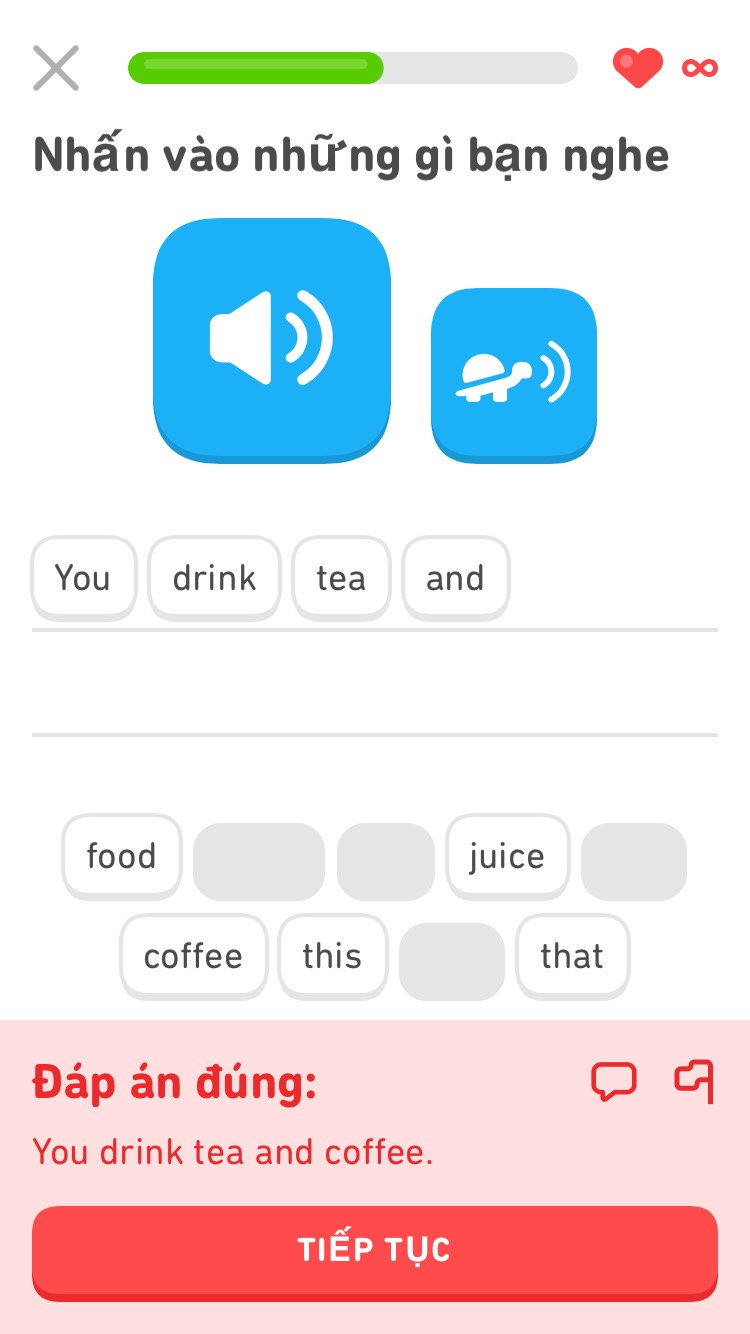 Nhấn vào những gì bạn nghe
You drink tea and
food juice
coffee this that
Đáp án đúng:
You drink tea and coffee.
TIẾP TỤC